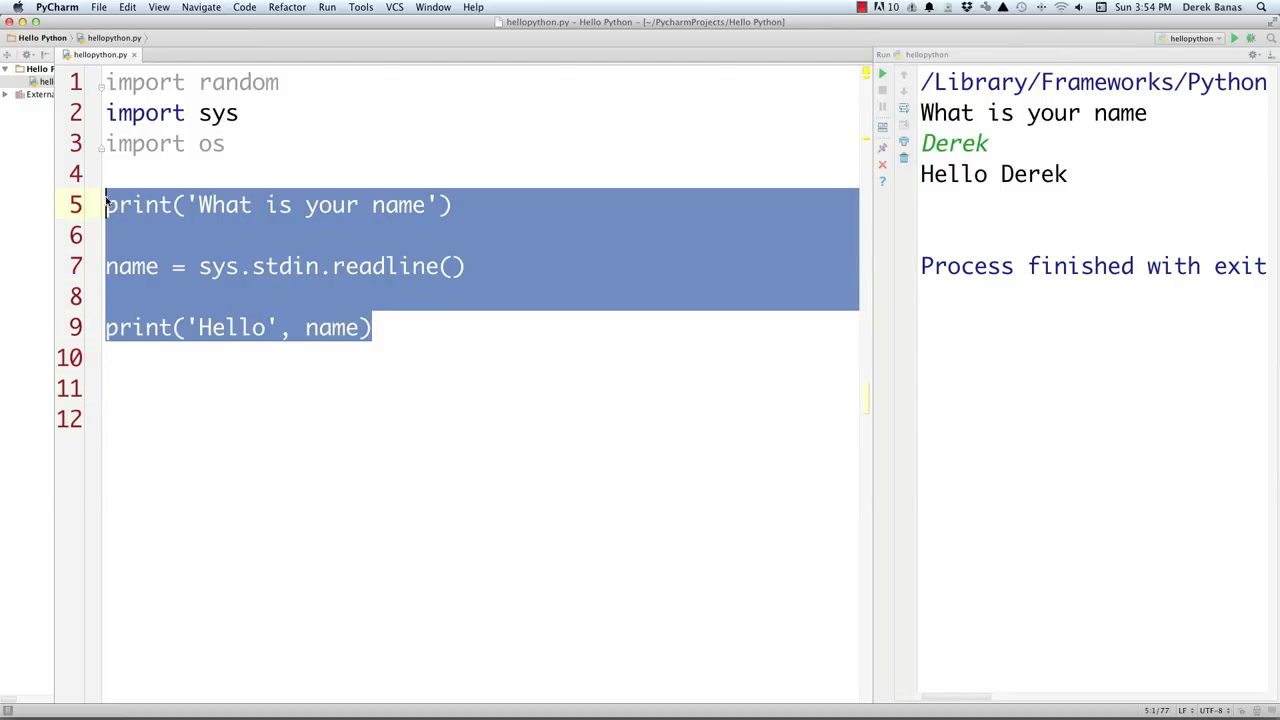 PyCharm File Edit View Navigate Code Refactor Run Tools VCS Window Help 10 Sun 3:54 PM Derek Banas
hellopython.py – Hello Python – [~/PycharmProjects/Hello Python]
Hello Python hellopython.py hellopython
hellopython.py Run hellopython
Hello F
hello
Externa
1 import random
2 import sys
3 import os
4
5 print('What is your name')
6
7 name = sys.stdin.readline()
8
9 print('Hello', name)
10
11
12
/Library/Frameworks/Python
What is your name
Derek
Hello Derek
Process finished with exit
5:1/77 LF UTF-8